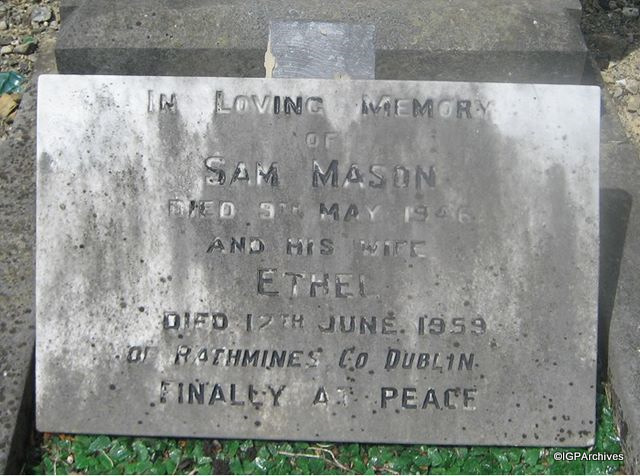 In Loving Memory
OF
Sam Mason
DIED 9TH MAY 1946
AND HIS WIFE
ETHEL
DIED 12TH JUNE 1959
OF RATHMINES Co DUBLIN.
FINALLY AT PEACE
©IGPArchives